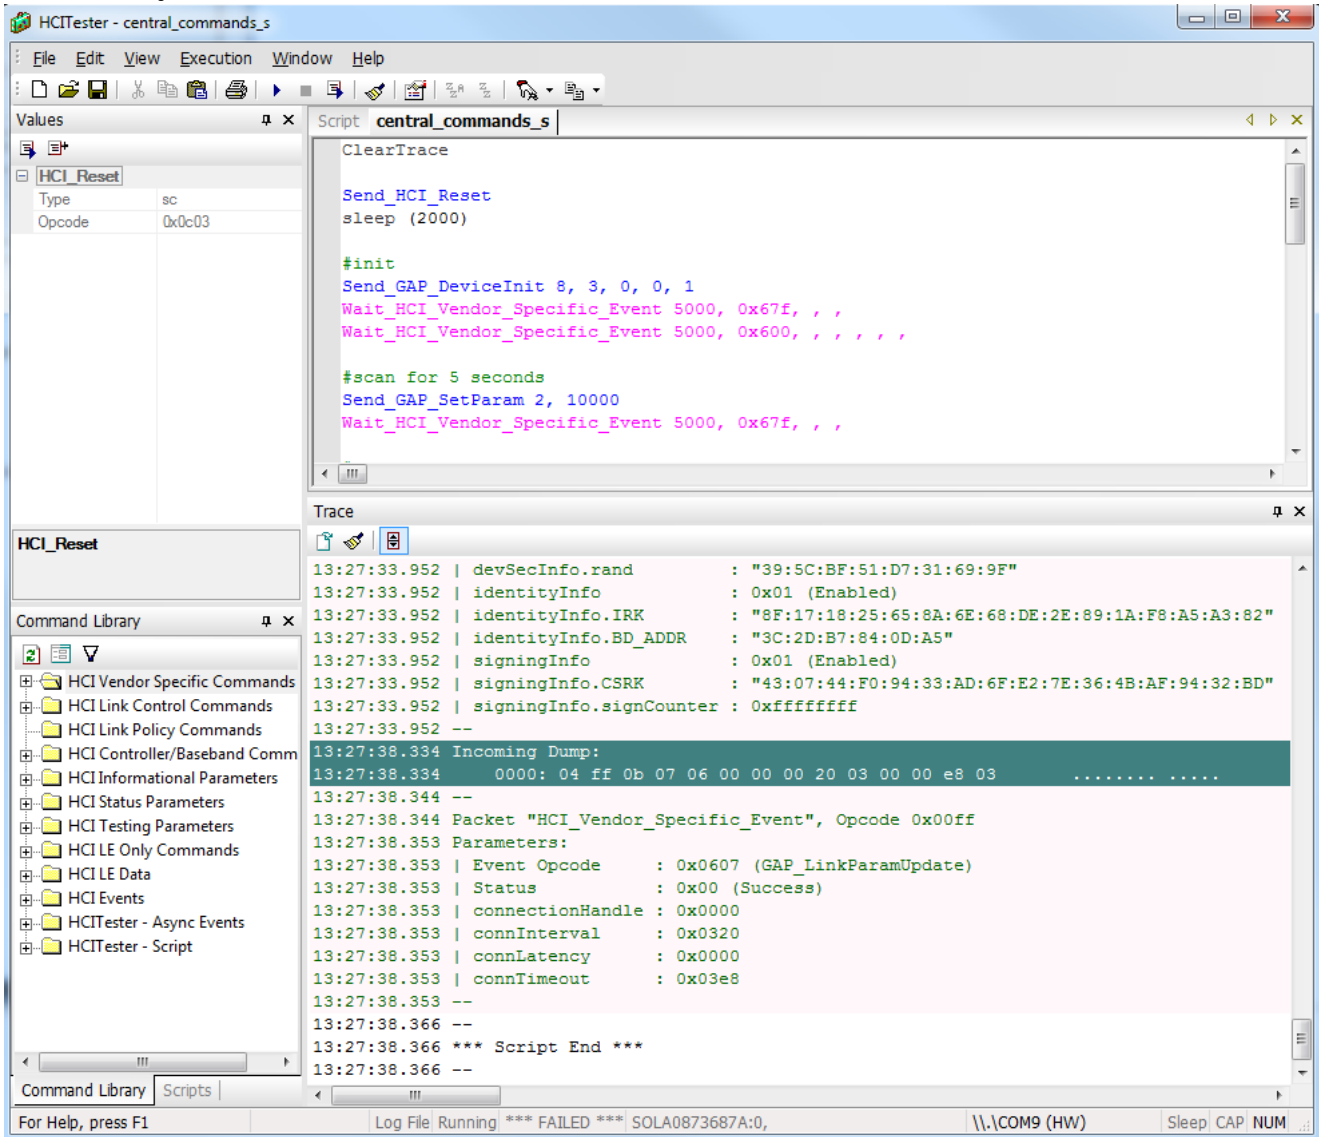 HCITester - central_commands_s
File Edit View Execution Window Help
Values
HCI_Reset
Type sc
Opcode 0x0c03
HCI_Reset
Command Library
HCI Vendor Specific Commands
HCI Link Control Commands
HCI Link Policy Commands
HCI Controller/Baseband Comm
HCI Informational Parameters
HCI Status Parameters
HCI Testing Parameters
HCI LE Only Commands
HCI LE Data
HCI Events
HCITester - Async Events
HCITester - Script
Command Library Scripts
Script central_commands_s
ClearTrace
Send_HCI_Reset
sleep (2000)
#init
Send_GAP_DeviceInit 8, 3, 0, 0, 1
Wait_HCI_Vendor_Specific_Event 5000, 0x67f, , ,
Wait_HCI_Vendor_Specific_Event 5000, 0x600, , , , , ,
#scan for 5 seconds
Send_GAP_SetParam 2, 10000
Wait_HCI_Vendor_Specific_Event 5000, 0x67f, , ,
Trace
13:27:33.952 | devSecInfo.rand : "39:5C:BF:51:D7:31:69:9F"
13:27:33.952 | identityInfo : 0x01 (Enabled)
13:27:33.952 | identityInfo.IRK : "8F:17:18:25:65:8A:6E:68:DE:2E:89:1A:F8:A5:A3:82"
13:27:33.952 | identityInfo.BD_ADDR : "3C:2D:B7:84:0D:A5"
13:27:33.952 | signingInfo : 0x01 (Enabled)
13:27:33.952 | signingInfo.CSRK : "43:07:44:F0:94:33:AD:6F:E2:7E:36:4B:AF:94:32:BD"
13:27:33.952 | signingInfo.signCounter : 0xffffffff
13:27:33.952 --
13:27:38.334 Incoming Dump:
13:27:38.334 0000: 04 ff 0b 07 06 00 00 00 20 03 00 00 e8 03 ........ .....
13:27:38.344 --
13:27:38.344 Packet "HCI_Vendor_Specific_Event", Opcode 0x00ff
13:27:38.353 Parameters:
13:27:38.353 | Event Opcode : 0x0607 (GAP_LinkParamUpdate)
13:27:38.353 | Status : 0x00 (Success)
13:27:38.353 | connectionHandle : 0x0000
13:27:38.353 | connInterval : 0x0320
13:27:38.353 | connLatency : 0x0000
13:27:38.353 | connTimeout : 0x03e8
13:27:38.353 --
13:27:38.366 --
13:27:38.366 *** Script End ***
13:27:38.366 --
For Help, press F1 Log File Running *** FAILED *** SOLA0873687A:0, \\.\COM9 (HW) Sleep CAP NUM